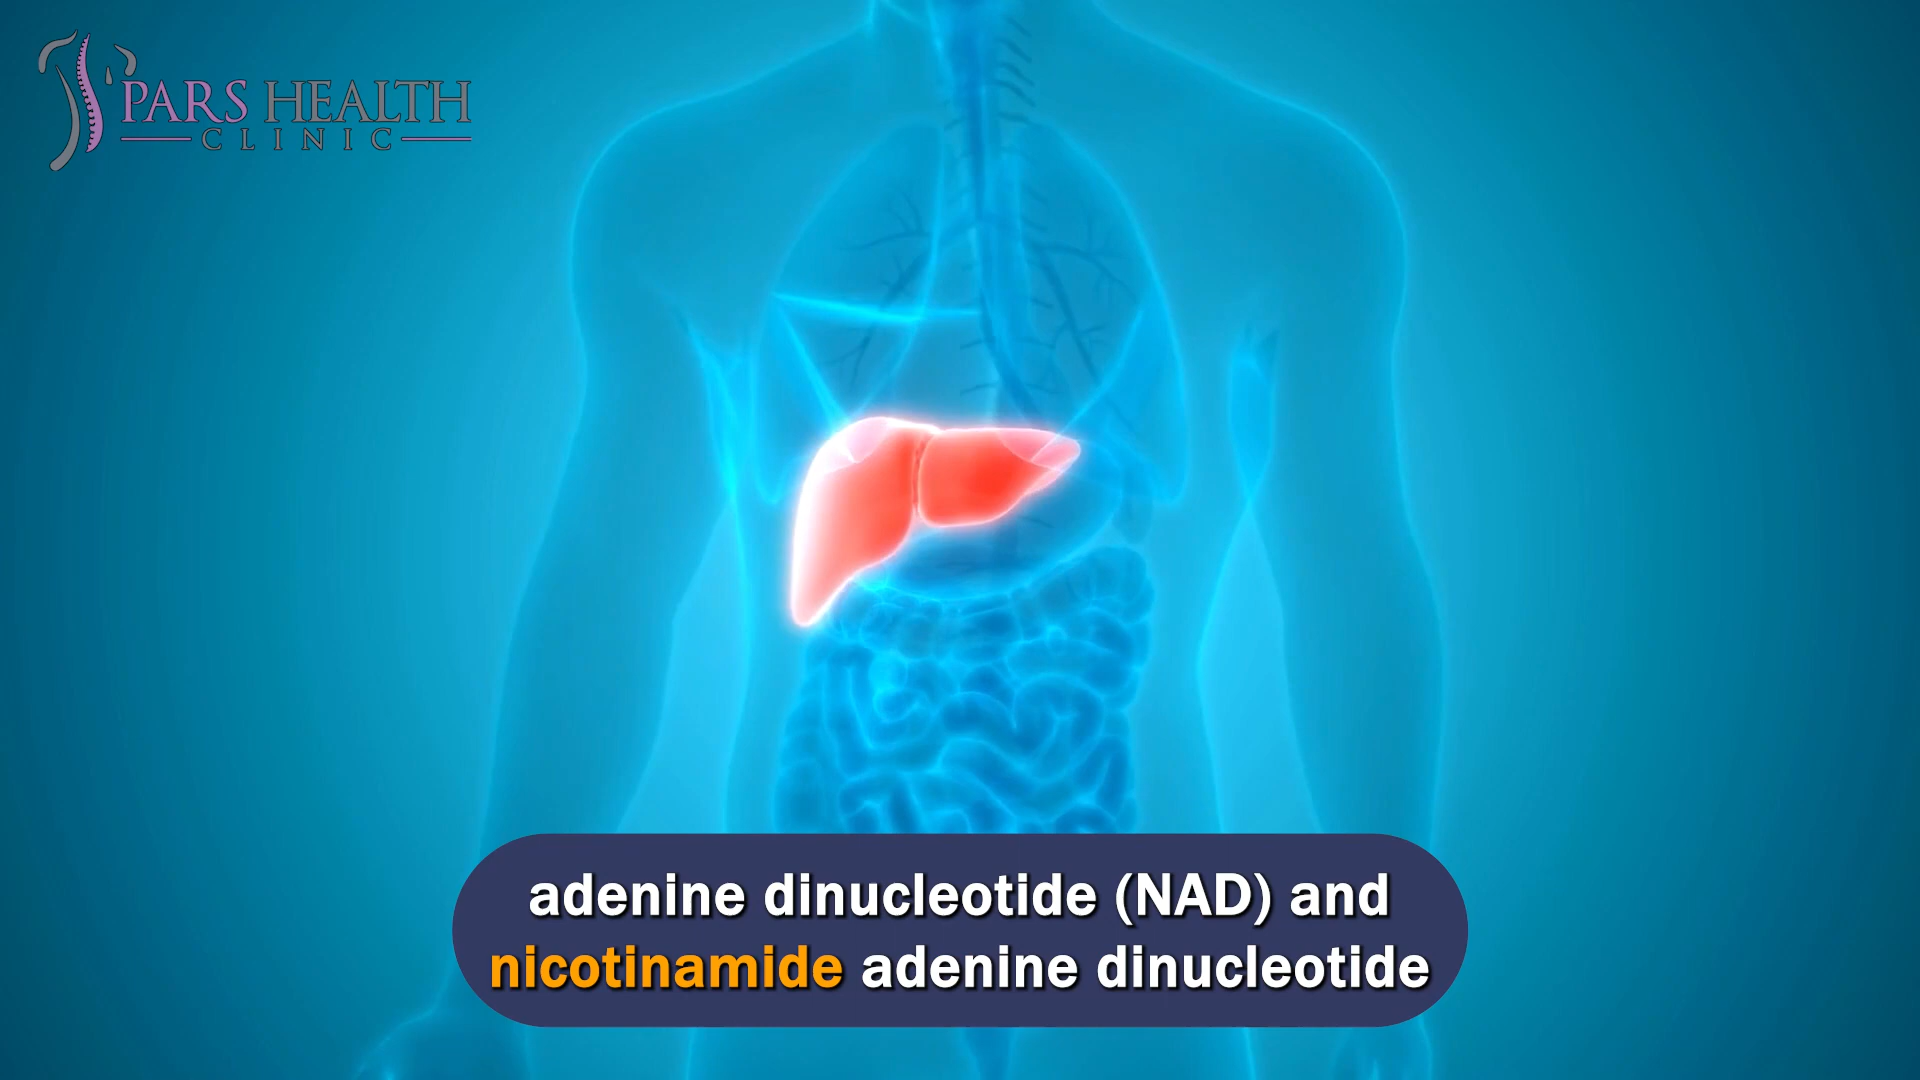 PARS HEALTH
CLINIC
adenine dinucleotide (NAD) and
nicotinamide adenine dinucleotide